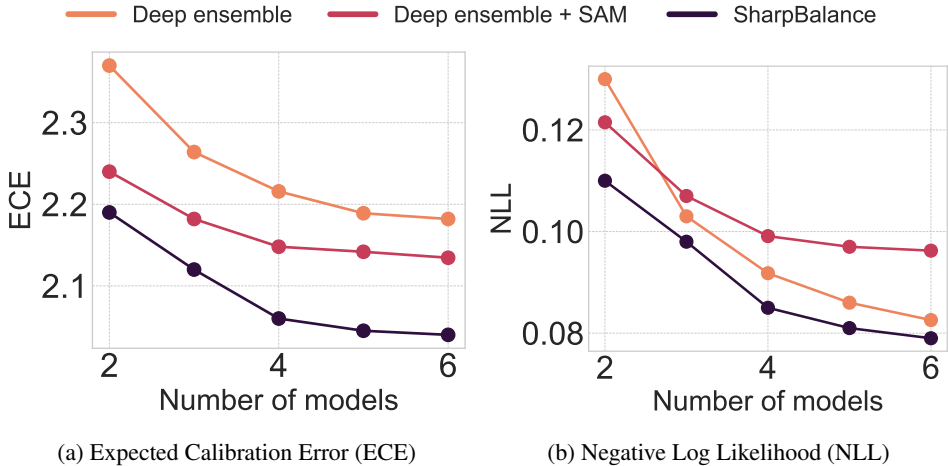 Deep ensemble Deep ensemble + SAM SharpBalance
ECE
2.3
2.2
2.1
2 4 6
Number of models
(a) Expected Calibration Error (ECE)
NLL
0.12
0.10
0.08
2 4 6
Number of models
(b) Negative Log Likelihood (NLL)